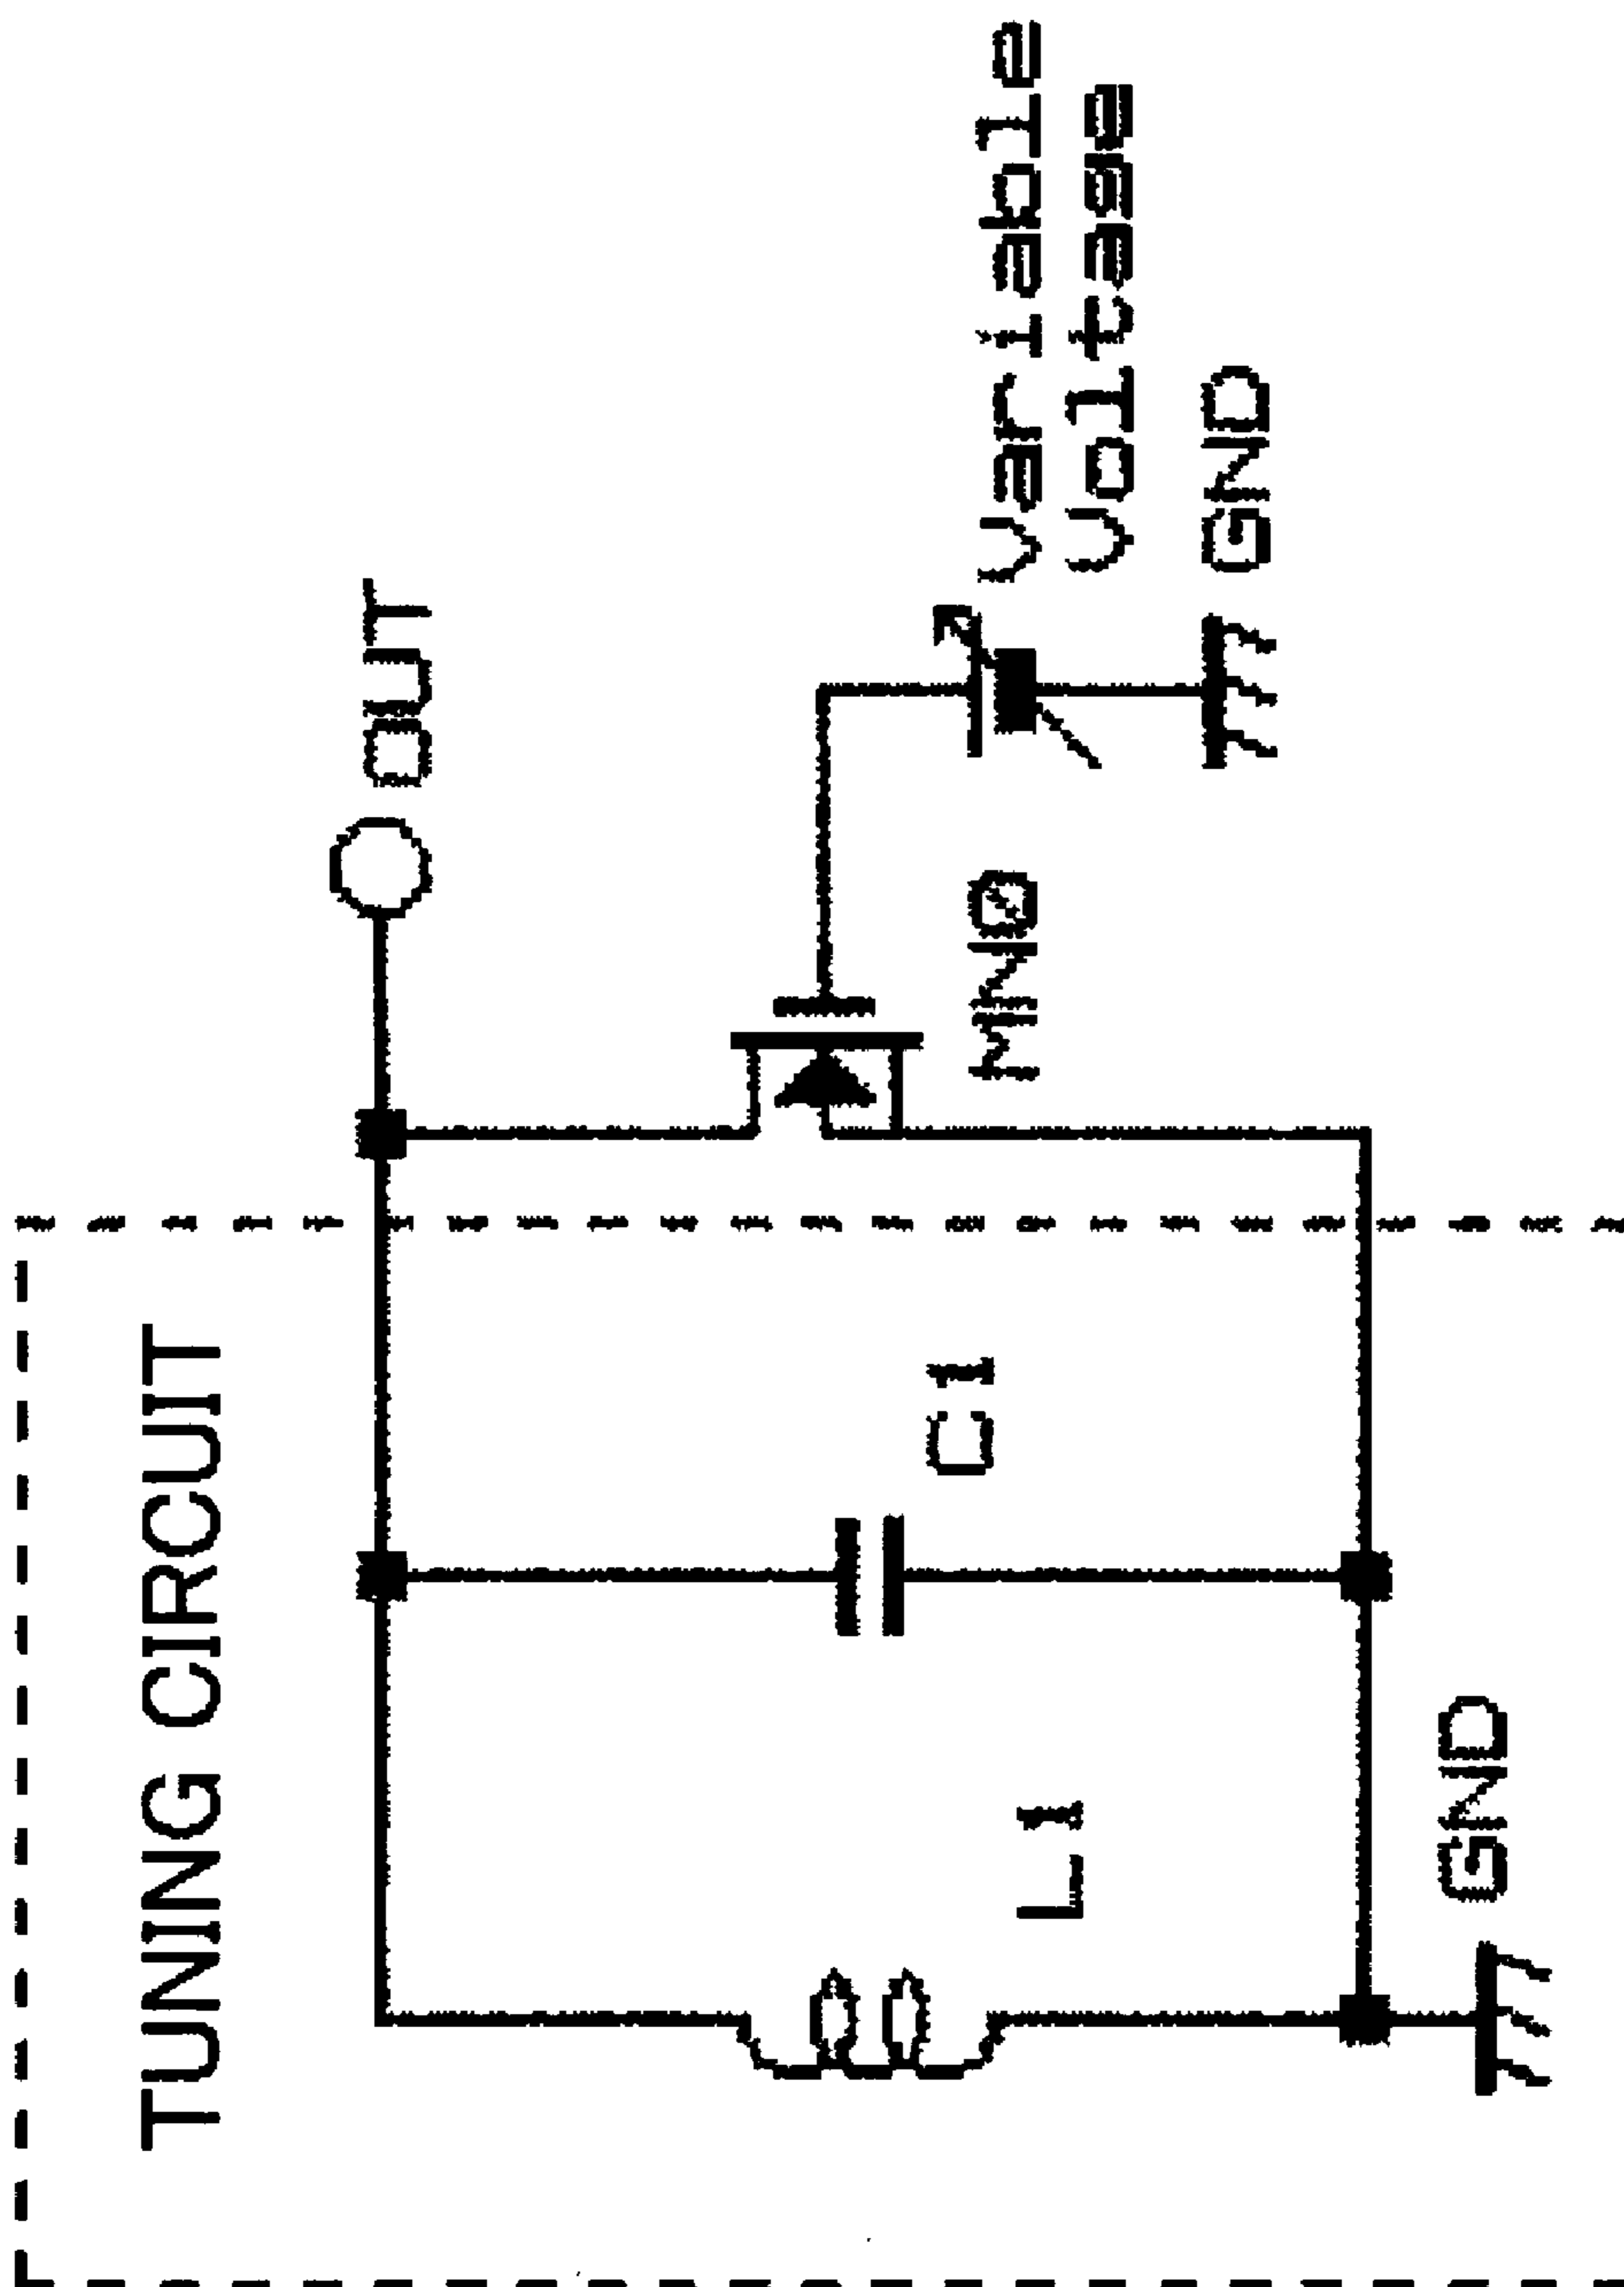 TUNING CIRCUIT
OUT
L1
C1
MN0
Variable
Voltage
GND
GND